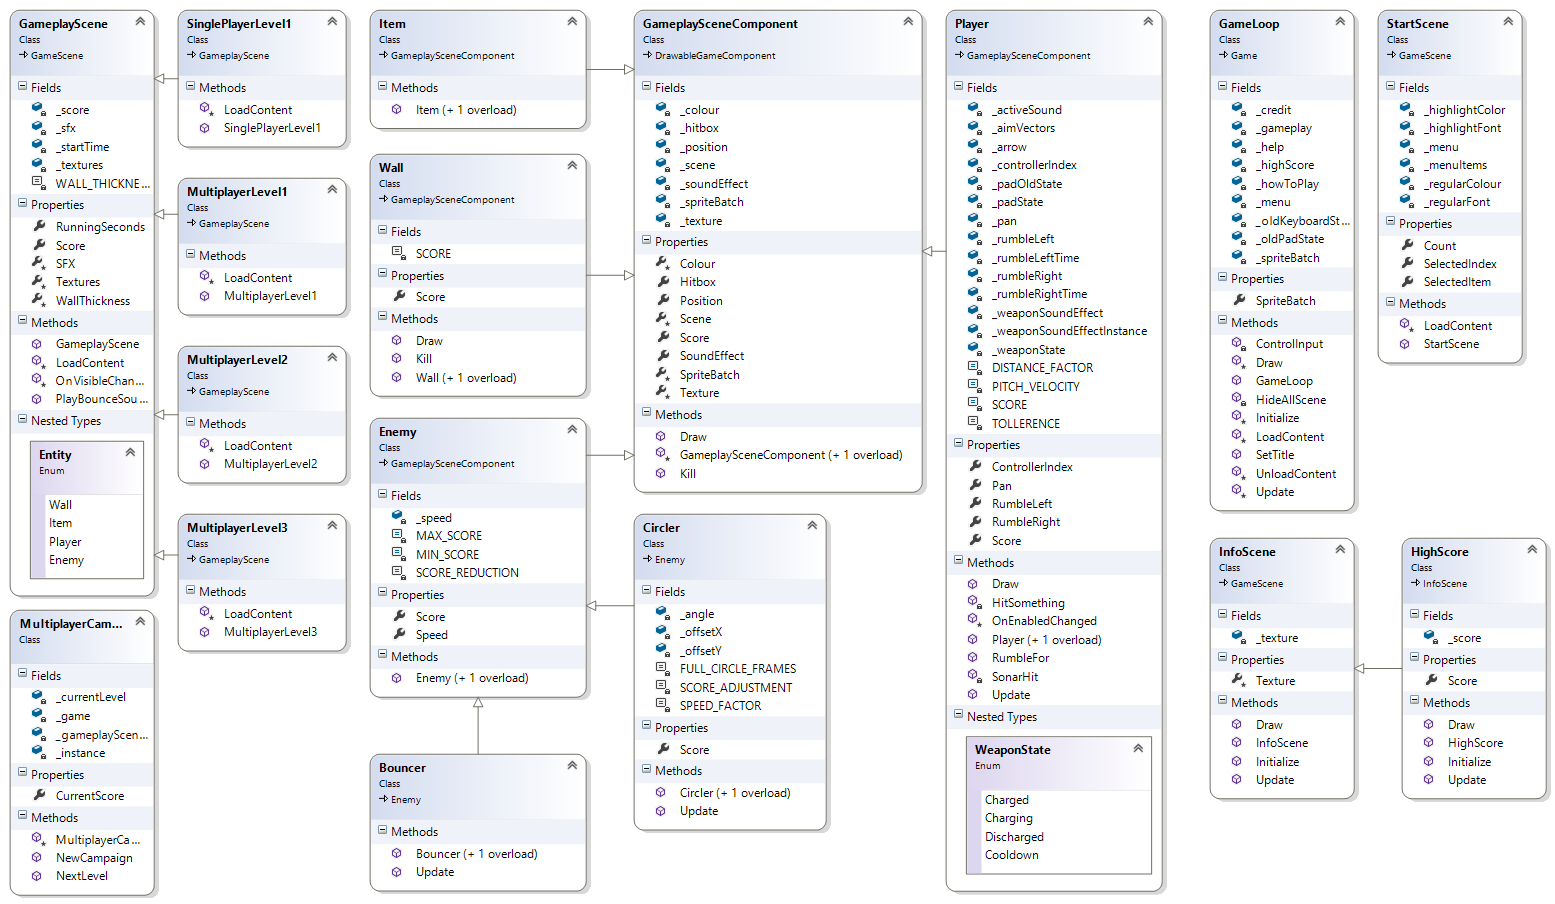 GameplayScene
Class
GameScene
Fields
_score
_sfx
_startTime
_textures
WALL_THICKNE...
Properties
RunningSeconds
Score
SFX
Textures
WallThickness
Methods
GameplayScene
LoadContent
OnVisibleChan...
PlayBounceSou...
Nested Types
Entity
Enum
Wall
Item
Player
Enemy
MultiplayerCam...
Class
Fields
_currentLevel
_game
_gameplayScen...
_instance
Properties
CurrentScore
Methods
MultiplayerCa...
NewCampaign
NextLevel
SinglePlayerLevel1
Class
GameplayScene
Methods
LoadContent
SinglePlayerLevel1
MultiplayerLevel1
Class
GameplayScene
Methods
LoadContent
MultiplayerLevel1
MultiplayerLevel2
Class
GameplayScene
Methods
LoadContent
MultiplayerLevel2
MultiplayerLevel3
Class
GameplayScene
Methods
LoadContent
MultiplayerLevel3
Item
Class
GameplaySceneComponent
Methods
Item (+ 1 overload)
Wall
Class
GameplaySceneComponent
Fields
SCORE
Properties
Score
Methods
Draw
Kill
Wall (+ 1 overload)
Enemy
Class
GameplaySceneComponent
Fields
_speed
MAX_SCORE
MIN_SCORE
SCORE_REDUCTION
Properties
Score
Speed
Methods
Enemy (+ 1 overload)
Bouncer
Class
Enemy
Methods
Bouncer (+ 1 overload)
Update
GameplaySceneComponent
Class
DrawableGameComponent
Fields
_colour
_hitbox
_position
_scene
_soundEffect
_spriteBatch
_texture
Properties
Colour
Hitbox
Position
Scene
Score
SoundEffect
SpriteBatch
Texture
Methods
Draw
GameplaySceneComponent (+ 1 overload)
Kill
Circler
Class
Enemy
Fields
_angle
_offsetX
_offsetY
FULL_CIRCLE_FRAMES
SCORE_ADJUSTMENT
SPEED_FACTOR
Properties
Score
Methods
Circler (+ 1 overload)
Update
Player
Class
GameplaySceneComponent
Fields
_activeSound
_aimVectors
_arrow
_controllerIndex
_padOldState
_padState
_pan
_rumbleLeft
_rumbleLeftTime
_rumbleRight
_rumbleRightTime
_weaponSoundEffect
_weaponSoundEffectInstance
_weaponState
DISTANCE_FACTOR
PITCH_VELOCITY
SCORE
TOLLERENCE
Properties
ControllerIndex
Pan
RumbleLeft
RumbleRight
Score
Methods
Draw
HitSomething
OnEnabledChanged
Player (+ 1 overload)
RumbleFor
SonarHit
Update
Nested Types
WeaponState
Enum
Charged
Charging
Discharged
Cooldown
GameLoop
Class
Game
Fields
_credit
_gameplay
_help
_highScore
_howToPlay
_menu
_oldKeyboardSt...
_oldPadState
_spriteBatch
Properties
SpriteBatch
Methods
ControlInput
Draw
GameLoop
HideAllScene
Initialize
LoadContent
SetTitle
UnloadContent
Update
StartScene
Class
GameScene
Fields
_highlightColor
_highlightFont
_menu
_menuItems
_regularColour
_regularFont
Properties
Count
SelectedIndex
SelectedItem
Methods
LoadContent
StartScene
InfoScene
Class
GameScene
Fields
_texture
Properties
Texture
Methods
Draw
InfoScene
Initialize
Update
HighScore
Class
InfoScene
Fields
_score
Properties
Score
Methods
Draw
HighScore
Initialize
Update